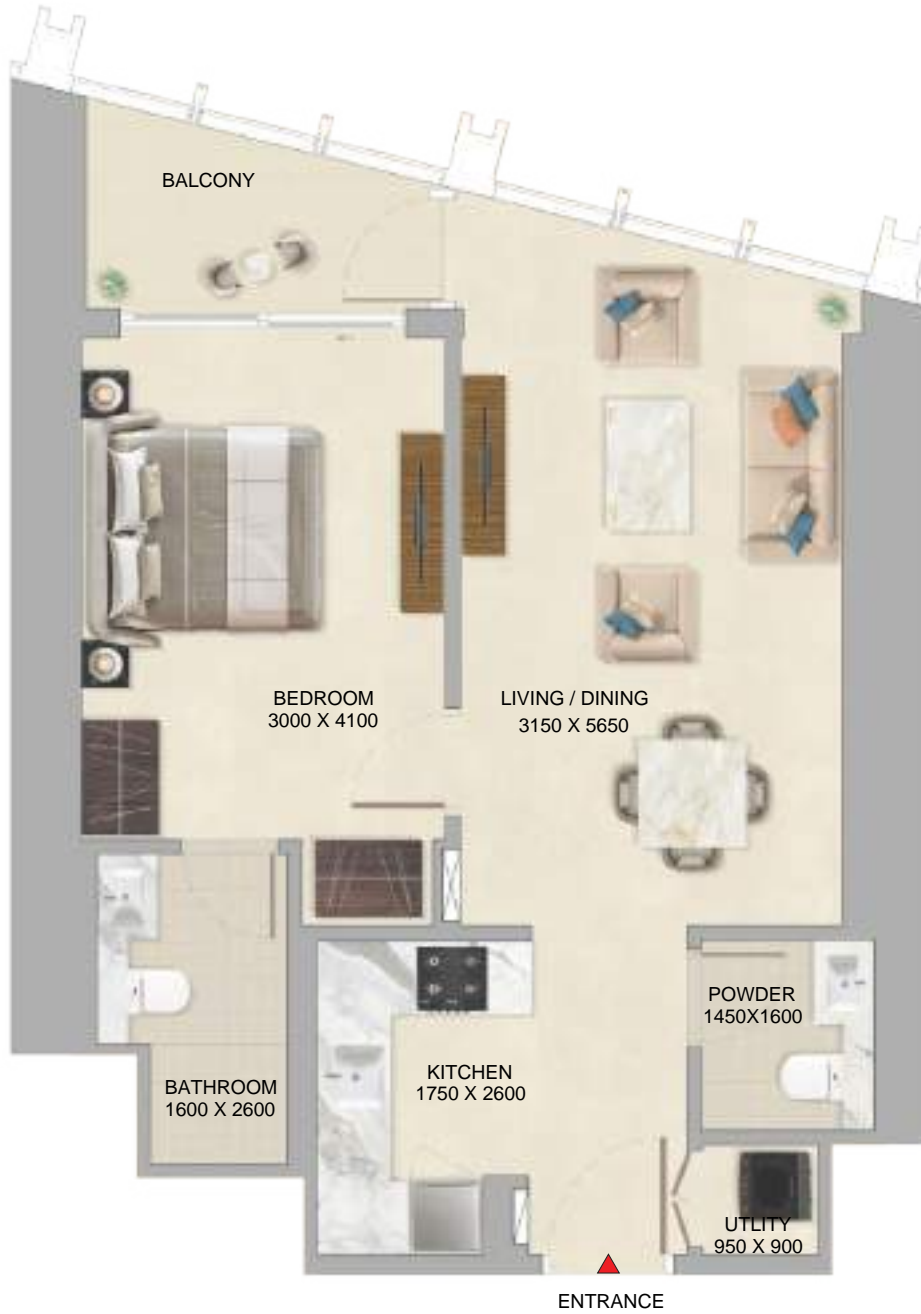 BALCONY
BEDROOM
3000 X 4100
LIVING / DINING
3150 X 5650
POWDER
1450X1600
KITCHEN
1750 X 2600
BATHROOM
1600 X 2600
UTLITY
950 X 900
ENTRANCE